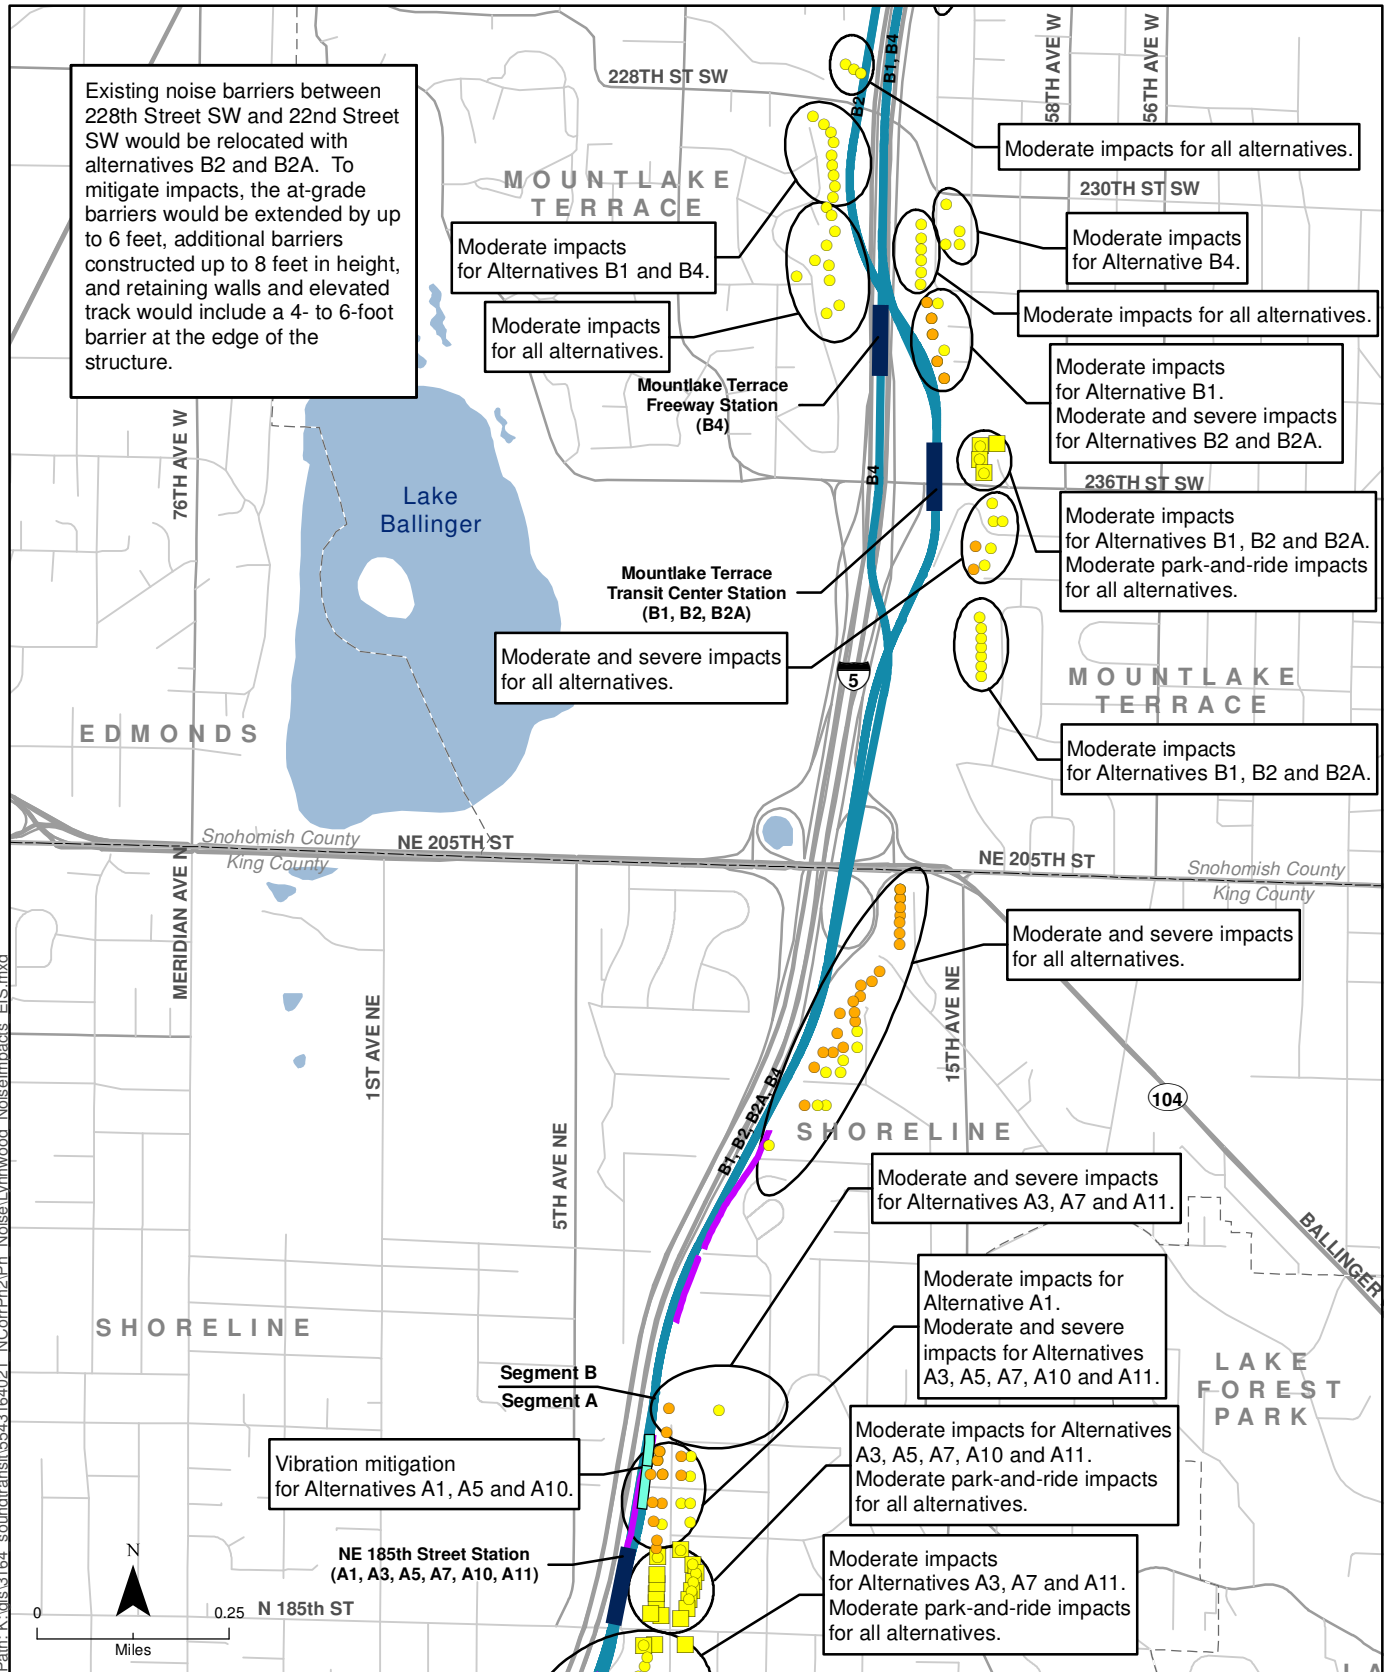 228TH ST SW
B2
B1, B4
58TH AVE W
56TH AVE W
Existing noise barriers between
228th Street SW and 22nd Street
SW would be relocated with
alternatives B2 and B2A. To
mitigate impacts, the at-grade
barriers would be extended by up
to 6 feet, additional barriers
constructed up to 8 feet in height,
and retaining walls and elevated
track would include a 4- to 6-foot
barrier at the edge of the
structure.
Moderate impacts for all alternatives.
MOUNTLAKE
TERRACE
230TH ST SW
Moderate impacts
for Alternatives B1 and B4.
Moderate impacts
for Alternative B4.
Moderate impacts for all alternatives.
Moderate impacts
for all alternatives.
Mountlake Terrace
Freeway Station
(B4)
Moderate impacts
for Alternative B1.
Moderate and severe impacts
for Alternatives B2 and B2A.
76TH AVE W
B4
236TH ST SW
Lake
Ballinger
Moderate impacts
for Alternatives B1, B2 and B2A.
Moderate park-and-ride impacts
for all alternatives.
Mountlake Terrace
Transit Center Station
(B1, B2, B2A)
Moderate and severe impacts
for all alternatives.
5
MOUNTLAKE
TERRACE
EDMONDS
Moderate impacts
for Alternatives B1, B2 and B2A.
Snohomish County
King County
NE 205TH ST
NE 205TH ST
Snohomish County
King County
MERIDIAN AVE N
Moderate and severe impacts
for all alternatives.
1ST AVE NE
15TH AVE NE
104
B1, B2, B2A, B4
SHORELINE
5TH AVE NE
Moderate and severe impacts
for Alternatives A3, A7 and A11.
BALLINGER
Moderate impacts for
Alternative A1.
Moderate and severe
impacts for Alternatives
A3, A5, A7, A10 and A11.
SHORELINE
LAKE
FOREST
PARK
Segment B
Segment A
Moderate impacts for Alternatives
A3, A5, A7, A10 and A11.
Moderate park-and-ride impacts
for all alternatives.
Vibration mitigation
for Alternatives A1, A5 and A10.
NE 185th Street Station
(A1, A3, A5, A7, A10, A11)
Moderate impacts
for Alternatives A3, A7 and A11.
Moderate park-and-ride impacts
for all alternatives.
N
0
0.25
Miles
N 185th ST